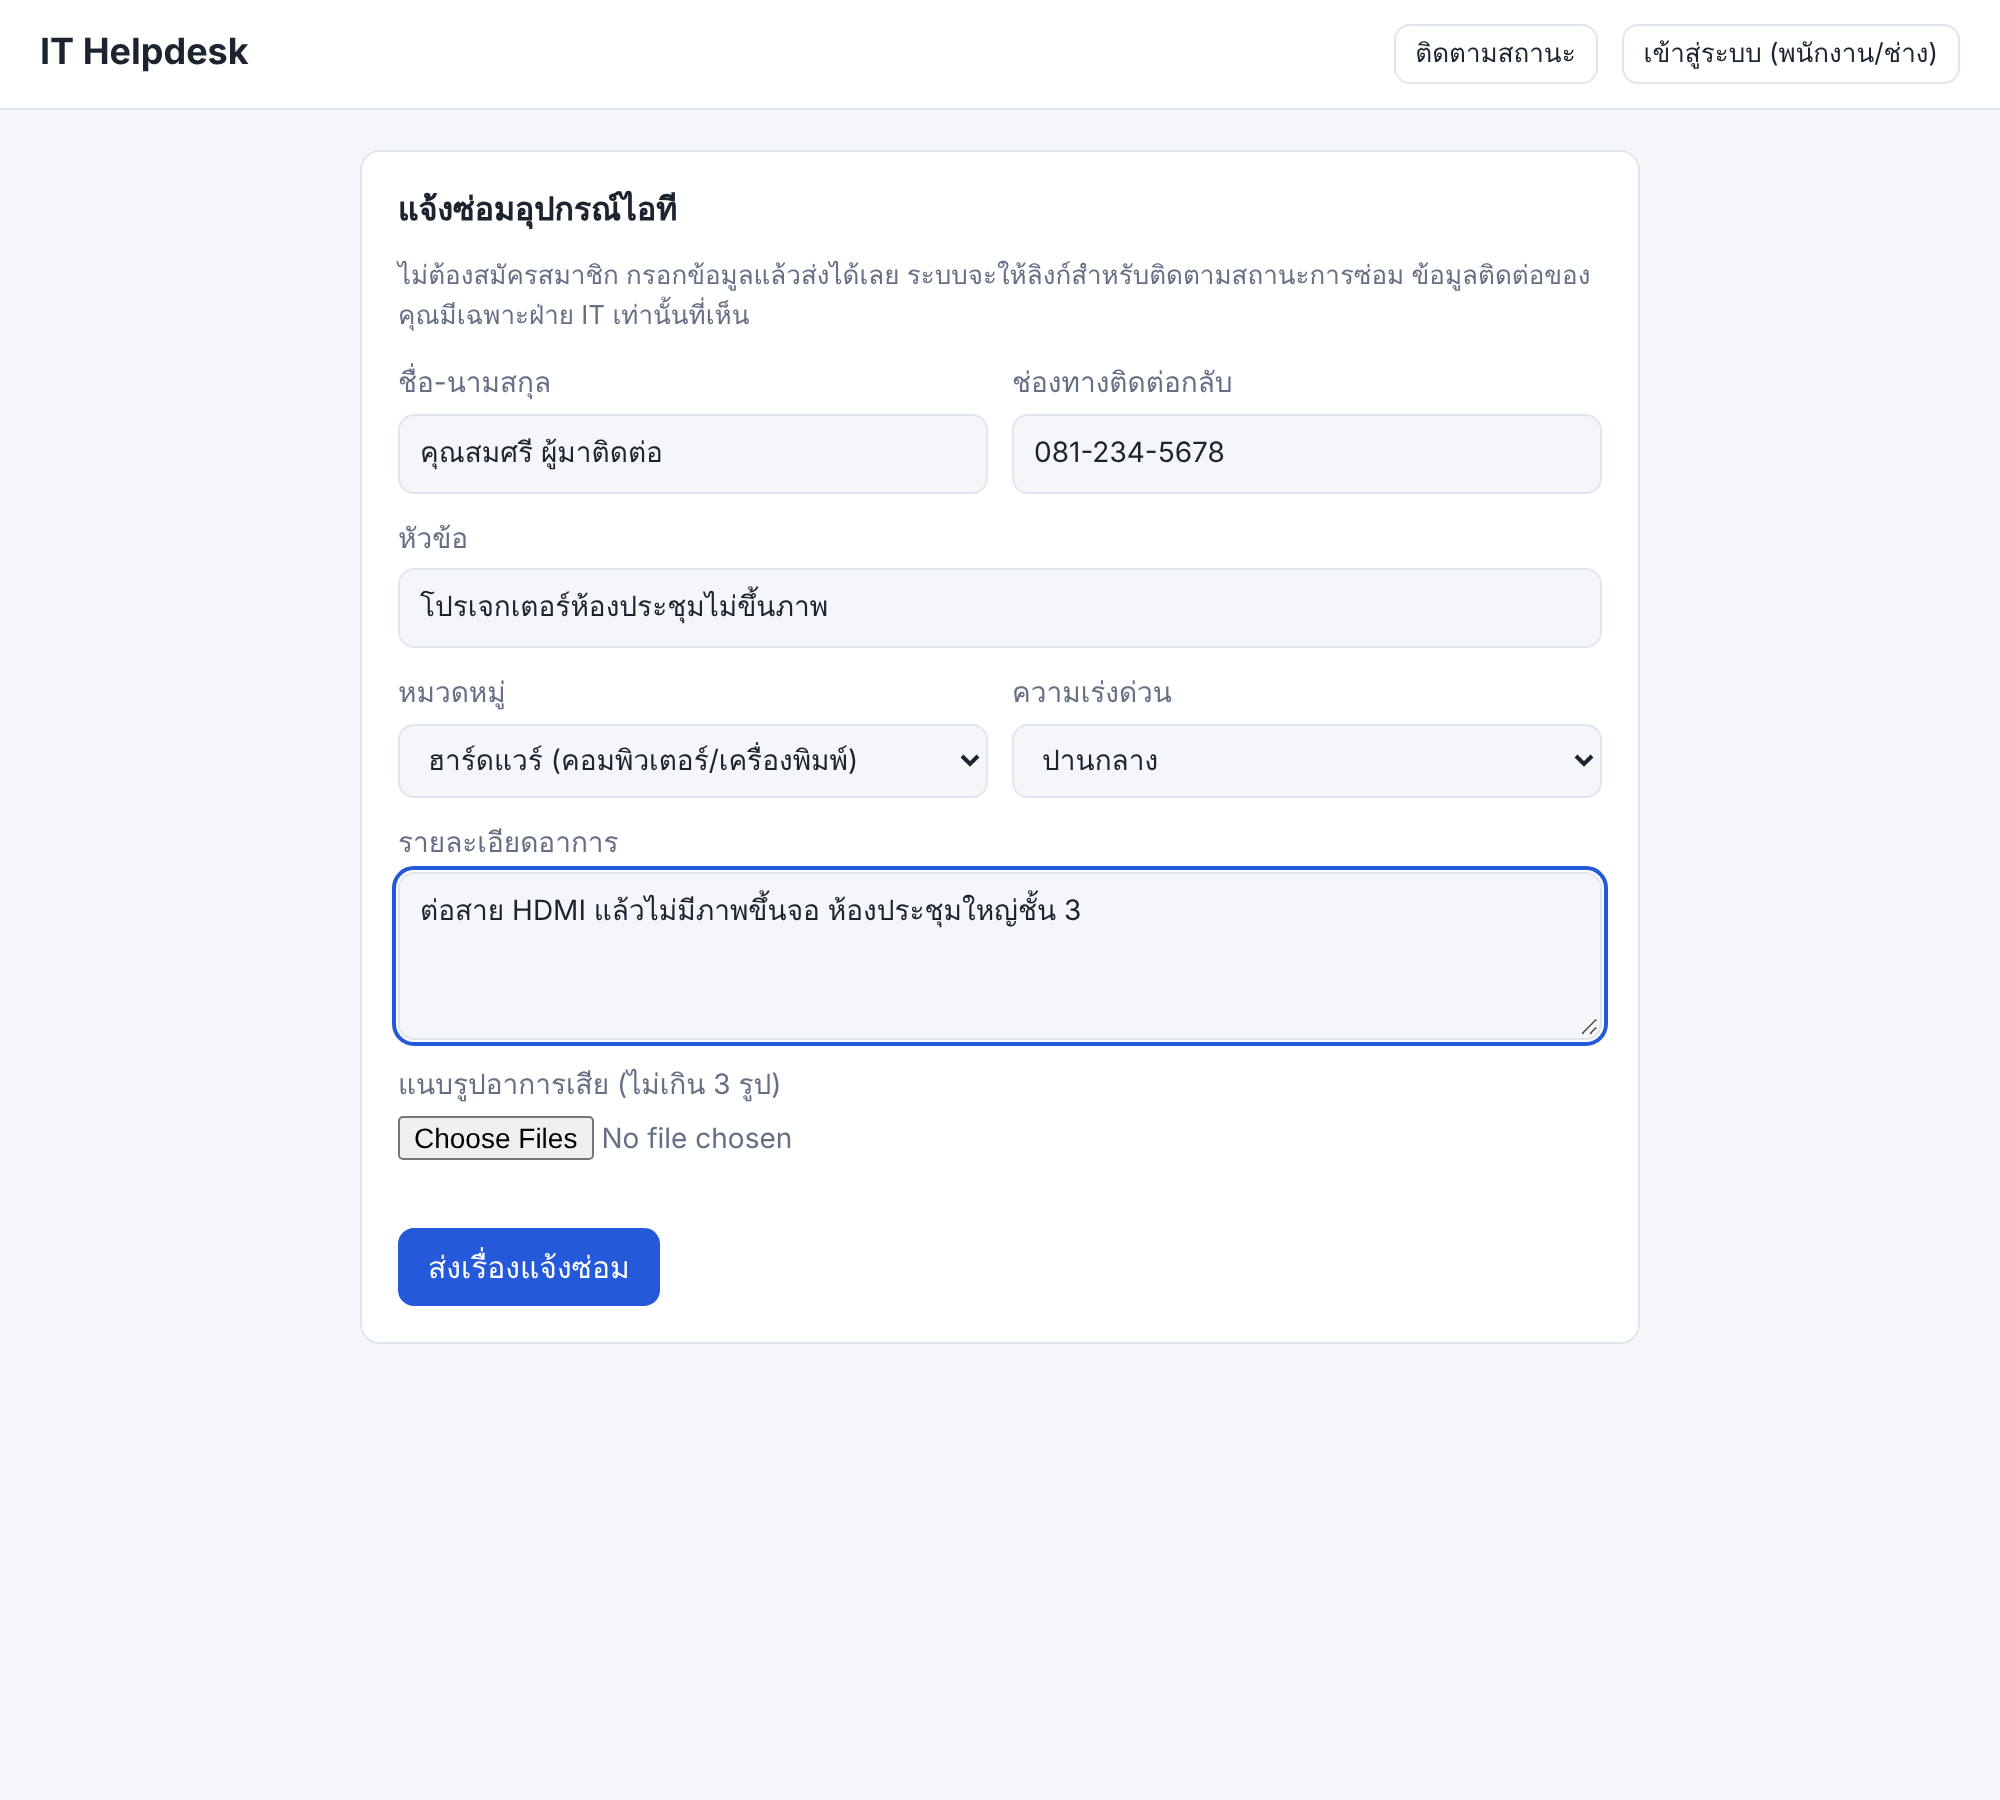 IT Helpdesk
ติดตามสถานะ
เข้าสู่ระบบ (พนักงาน/ช่าง)
แจ้งซ่อมอุปกรณ์ไอที
ไม่ต้องสมัครสมาชิก กรอกข้อมูลแล้วส่งได้เลย ระบบจะให้ลิงก์สำหรับติดตามสถานะการซ่อม ข้อมูลติดต่อของ
คุณมีเฉพาะฝ่าย IT เท่านั้นที่เห็น
ชื่อ-นามสกุล
คุณสมศรี ผู้มาติดต่อ
ช่องทางติดต่อกลับ
081-234-5678
หัวข้อ
โปรเจกเตอร์ห้องประชุมไม่ขึ้นภาพ
หมวดหมู่
ฮาร์ดแวร์ (คอมพิวเตอร์/เครื่องพิมพ์)
ความเร่งด่วน
ปานกลาง
รายละเอียดอาการ
ต่อสาย HDMI แล้วไม่มีภาพขึ้นจอ ห้องประชุมใหญ่ชั้น 3
แนบรูปอาการเสีย (ไม่เกิน 3 รูป)
Choose Files No file chosen
ส่งเรื่องแจ้งซ่อม